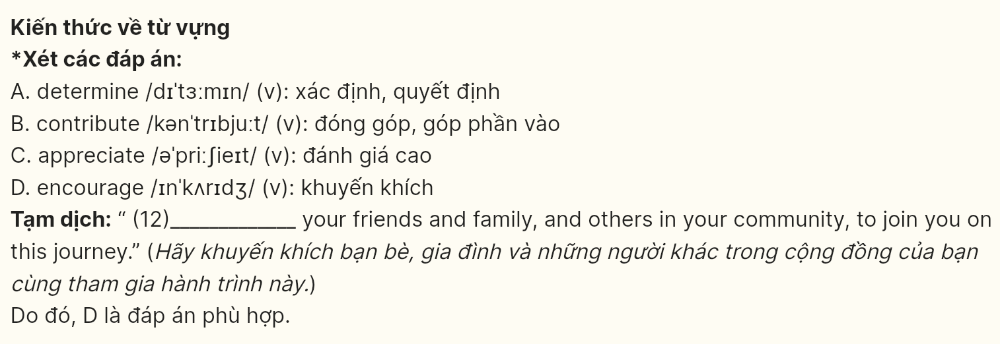 Kiến thức về từ vựng
*Xét các đáp án:
A. determine /dɪˈtɜːmɪn/ (v): xác định, quyết định
B. contribute /kənˈtrɪbjuːt/ (v): đóng góp, góp phần vào
C. appreciate /əˈpriːʃieɪt/ (v): đánh giá cao
D. encourage /ɪnˈkʌrɪdʒ/ (v): khuyến khích
Tạm dịch: “ (12)_____________ your friends and family, and others in your community, to join you on
this journey.” (Hãy khuyến khích bạn bè, gia đình và những người khác trong cộng đồng của bạn
cùng tham gia hành trình này.)
Do đó, D là đáp án phù hợp.